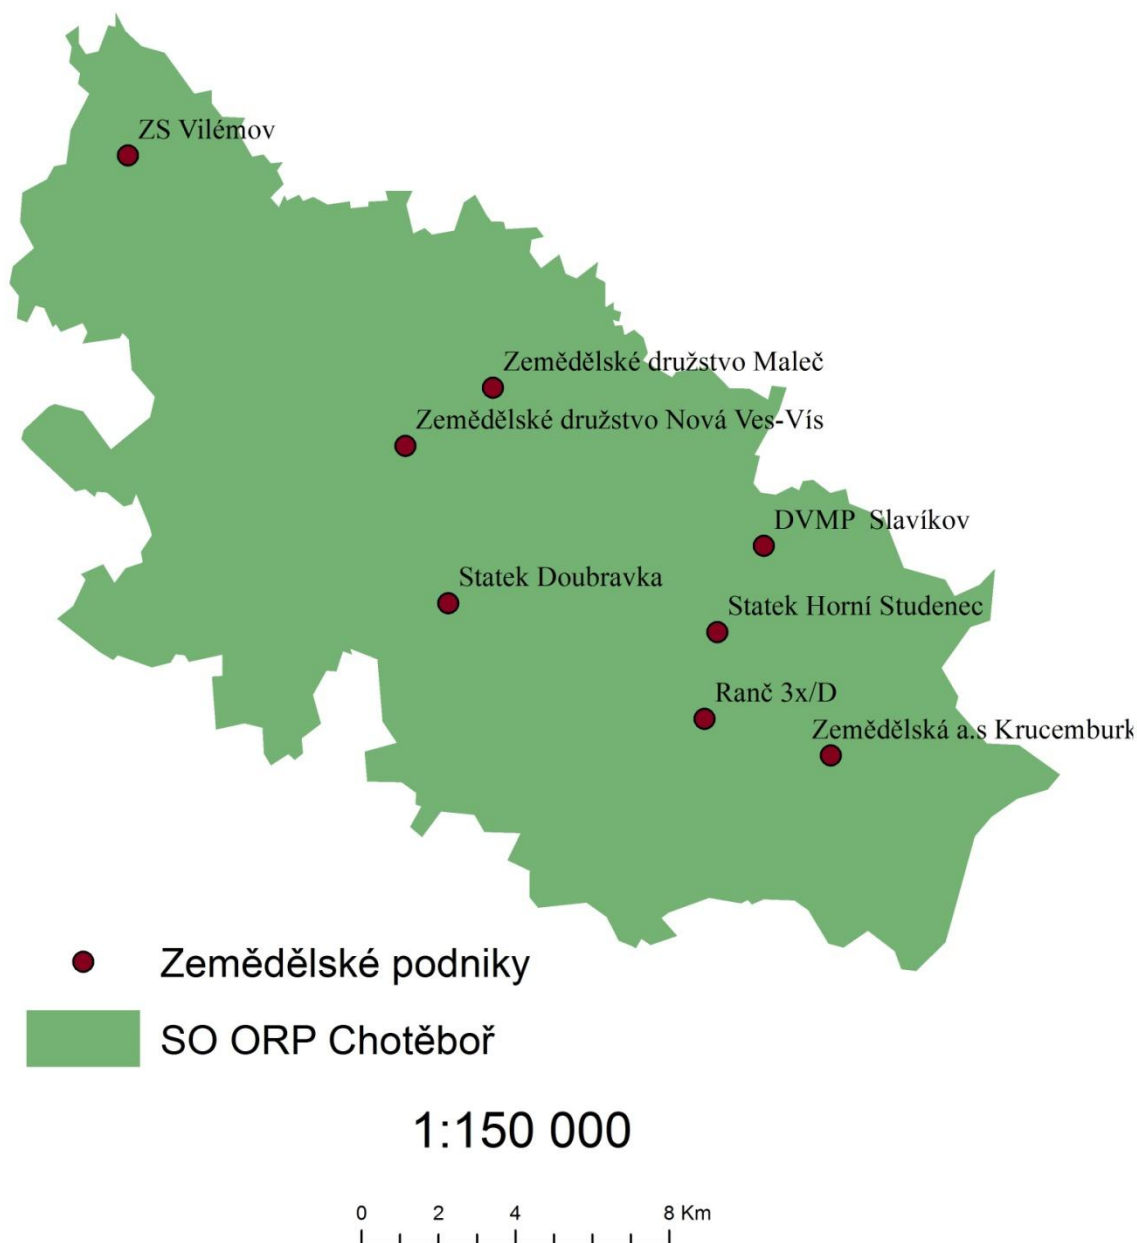 ZS Vilémov
Zemědělské družstvo Maleč
Zemědělské družstvo Nová Ves-Vís
DVMP Slavíkov
Statek Doubravka
Statek Horní Studenec
Ranč 3x/D
Zemědělská a.s Krucemburk
Zemědělské podniky
SO ORP Chotěboř
1:150 000
0 2 4 8 Km